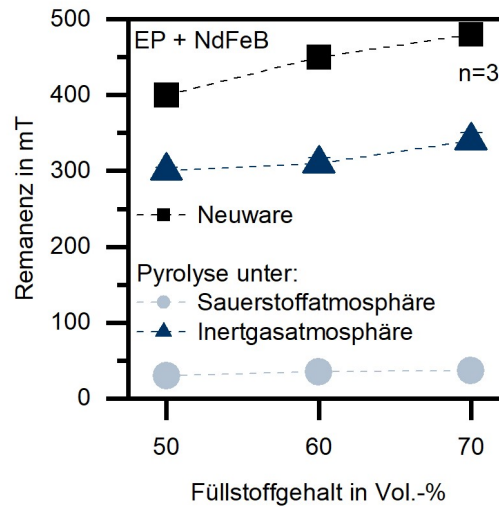 500
EP + NdFeB
n=3
400
300
Neuware
200
Pyrolyse unter:
Sauerstoffatmosphäre
100
Inertgasatmosphäre
0
50 60 70
Remanenz in mT
Füllstoffgehalt in Vol.-%